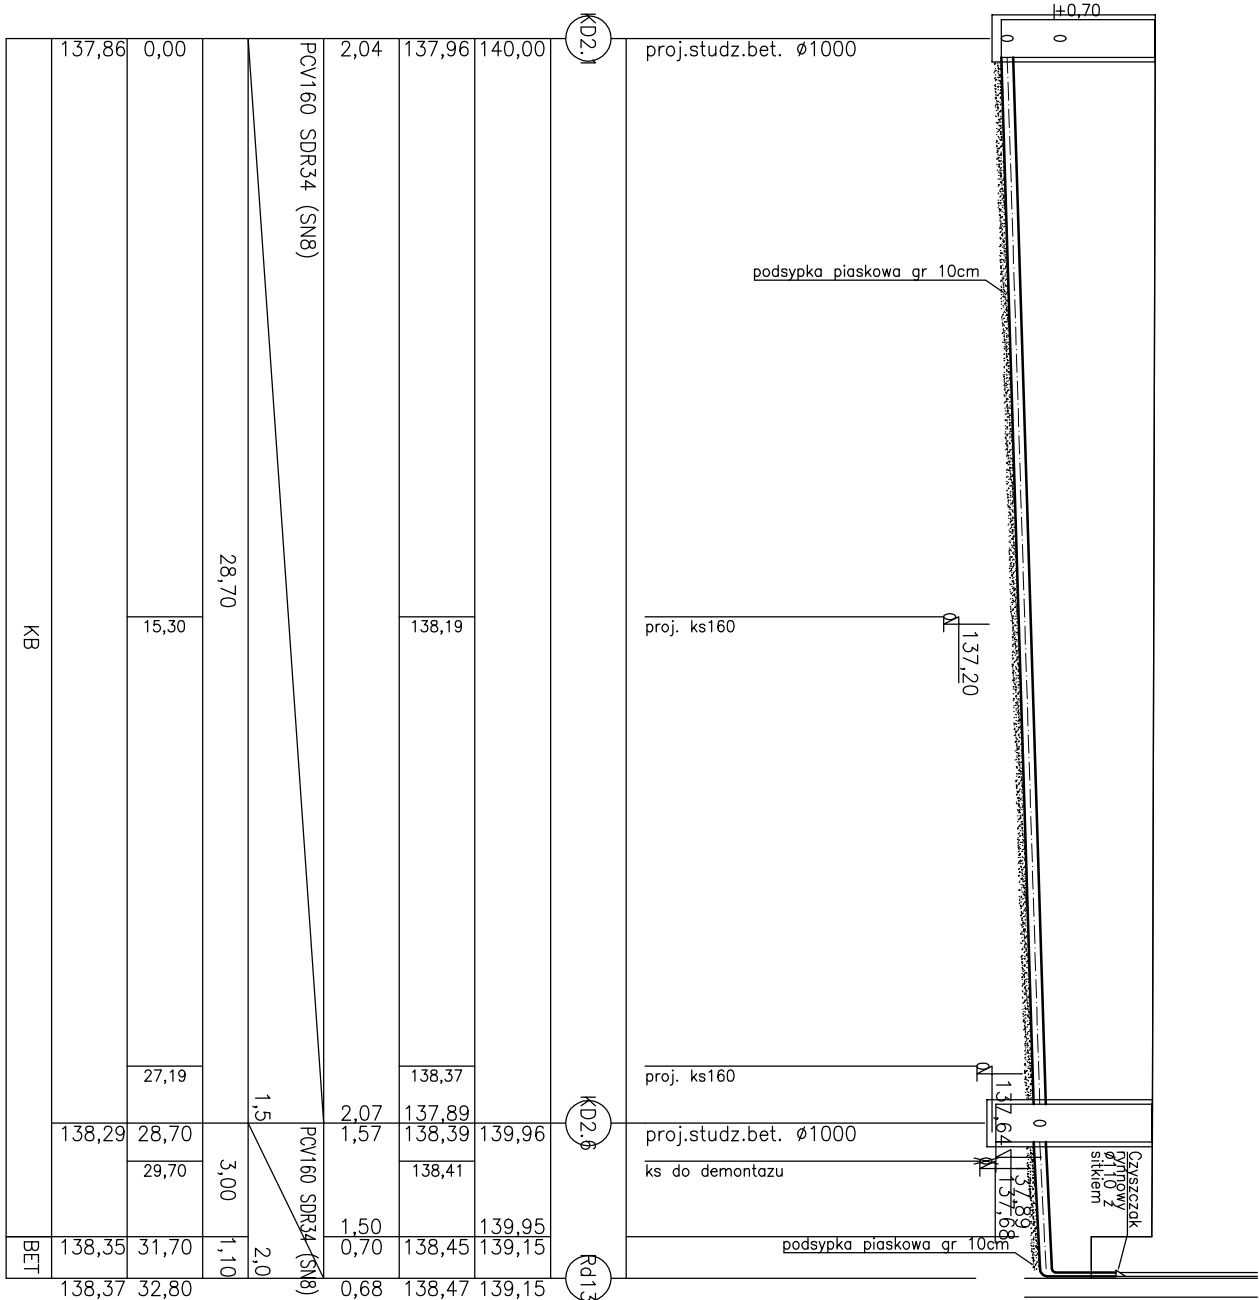 +0,70
137,86 0,00 2,04 137,96 140,00 KD2.1 proj.studz.bet. ø1000
PCV160 SDR34 (SN8)
podsypka piaskowa gr 10cm
28,70
15,30 138,19 proj. ks160
137,20
KB
27,19 138,37 proj. ks160
137,64
1,5
2,07 137,89
138,29 28,70 1,57 138,39 139,96 KD2.6 proj.studz.bet. ø1000
PCV160 SDR34 (SN8)
29,70 138,41 ks do demontazu
3,00
137,68
Czyszczak
rynnowy
ø110 z
sitkiem
1,50 139,95
138,35 31,70 0,70 138,45 139,15 podsypka piaskowa gr 10cm
BET
1,10
2,0
138,37 32,80 0,68 138,47 139,15 Rd13